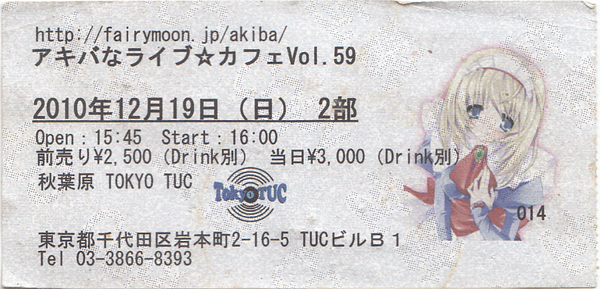 http://fairymoon.jp/akiba/
アキバなライブ☆カフェVol.59
2010年12月19日（日） 2部
Open：15:45 Start：16:00
前売り¥2,500（Drink別） 当日¥3,000（Drink別）
秋葉原 TOKYO TUC
Tokyo TUC
014
東京都千代田区岩本町2-16-5 TUCビルＢ１
Tel 03-3866-8393